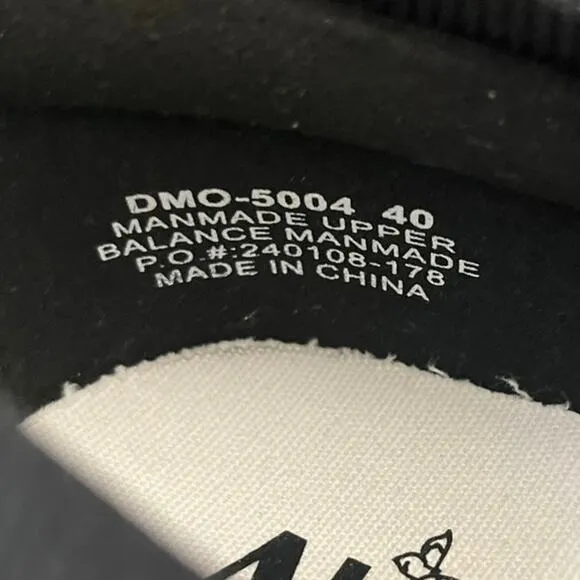 DMO-5004 40
MANMADE UPPER
BALANCE MANMADE
P.O.#:240108-178
MADE IN CHINA